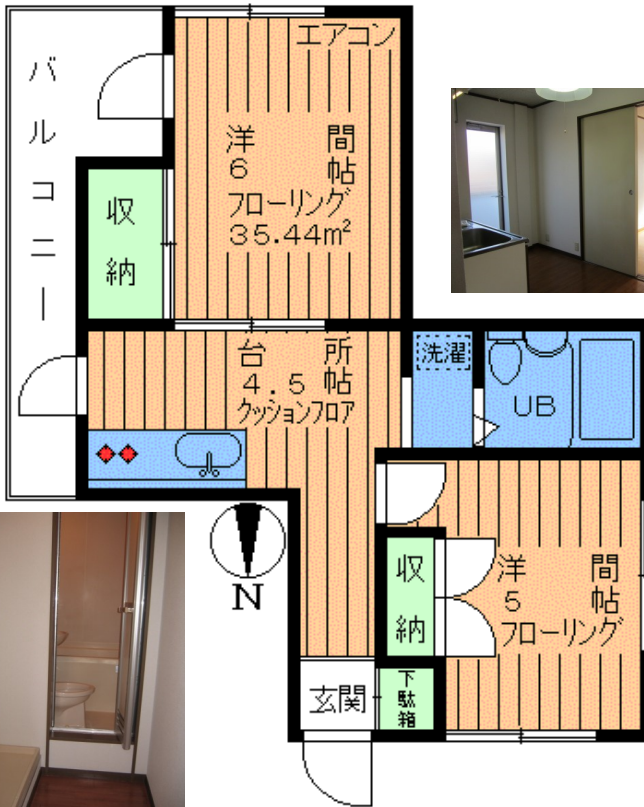 エアコン
バルコニー
洋間
6帖
フローリング
35.44m²
収納
台所
4.5帖
クッションフロア
洗濯
UB
N
収納
洋間
5帖
フローリング
玄関
下駄箱